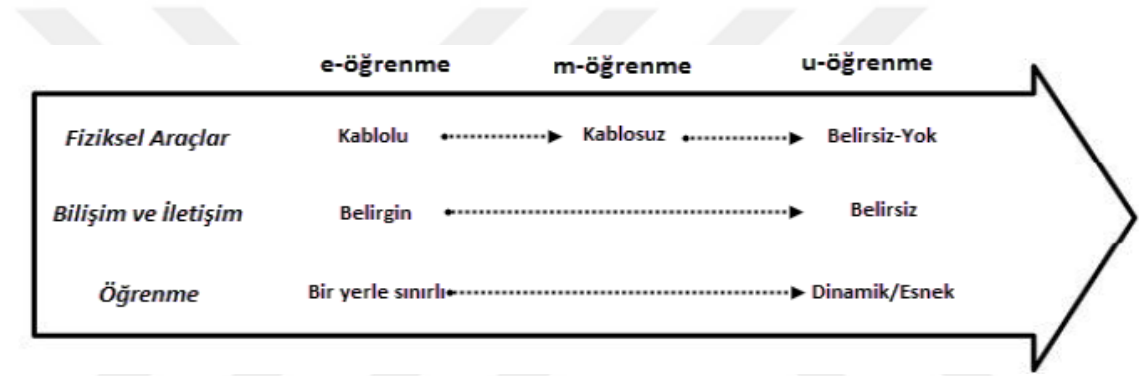 e-öğrenme m-öğrenme u-öğrenme
Fiziksel Araçlar Kablolu Kablosuz Belirsiz-Yok
Bilişim ve İletişim Belirgin Belirsiz
Öğrenme Bir yerle sınırlı Dinamik/Esnek